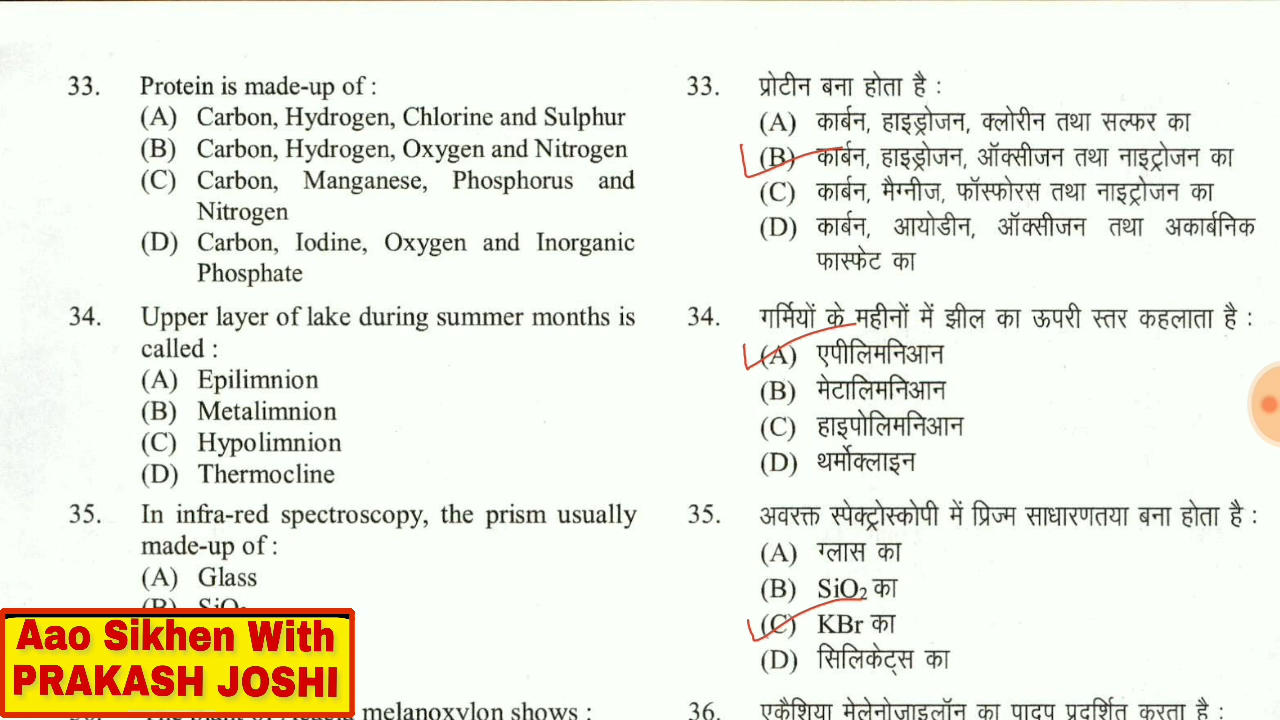 33. Protein is made-up of :
(A) Carbon, Hydrogen, Chlorine and Sulphur
(B) Carbon, Hydrogen, Oxygen and Nitrogen
(C) Carbon, Manganese, Phosphorus and
Nitrogen
(D) Carbon, Iodine, Oxygen and Inorganic
Phosphate
34. Upper layer of lake during summer months is
called :
(A) Epilimnion
(B) Metalimnion
(C) Hypolimnion
(D) Thermocline
35. In infra-red spectroscopy, the prism usually
made-up of :
(A) Glass
(B) SiO₂
melanoxylon shows :
33. प्रोटीन बना होता है :
(A) कार्बन, हाइड्रोजन, क्लोरीन तथा सल्फर का
(B) कार्बन, हाइड्रोजन, ऑक्सीजन तथा नाइट्रोजन का
(C) कार्बन, मैग्नीज, फॉस्फोरस तथा नाइट्रोजन का
(D) कार्बन, आयोडीन, ऑक्सीजन तथा अकार्बनिक
फास्फेट का
34. गर्मियों के महीनों में झील का ऊपरी स्तर कहलाता है :
(A) एपीलिमनिआन
(B) मेटालिमनिआन
(C) हाइपोलिमनिआन
(D) थर्मोक्लाइन
35. अवरक्त स्पेक्ट्रोस्कोपी में प्रिज्म साधारणतया बना होता है :
(A) ग्लास का
(B) SiO₂ का
(C) KBr का
(D) सिलिकेट्स का
36. एकैशिया मेलेनोजाइलॉन का पादप प्रदर्शित करता है :
Aao Sikhen With
PRAKASH JOSHI